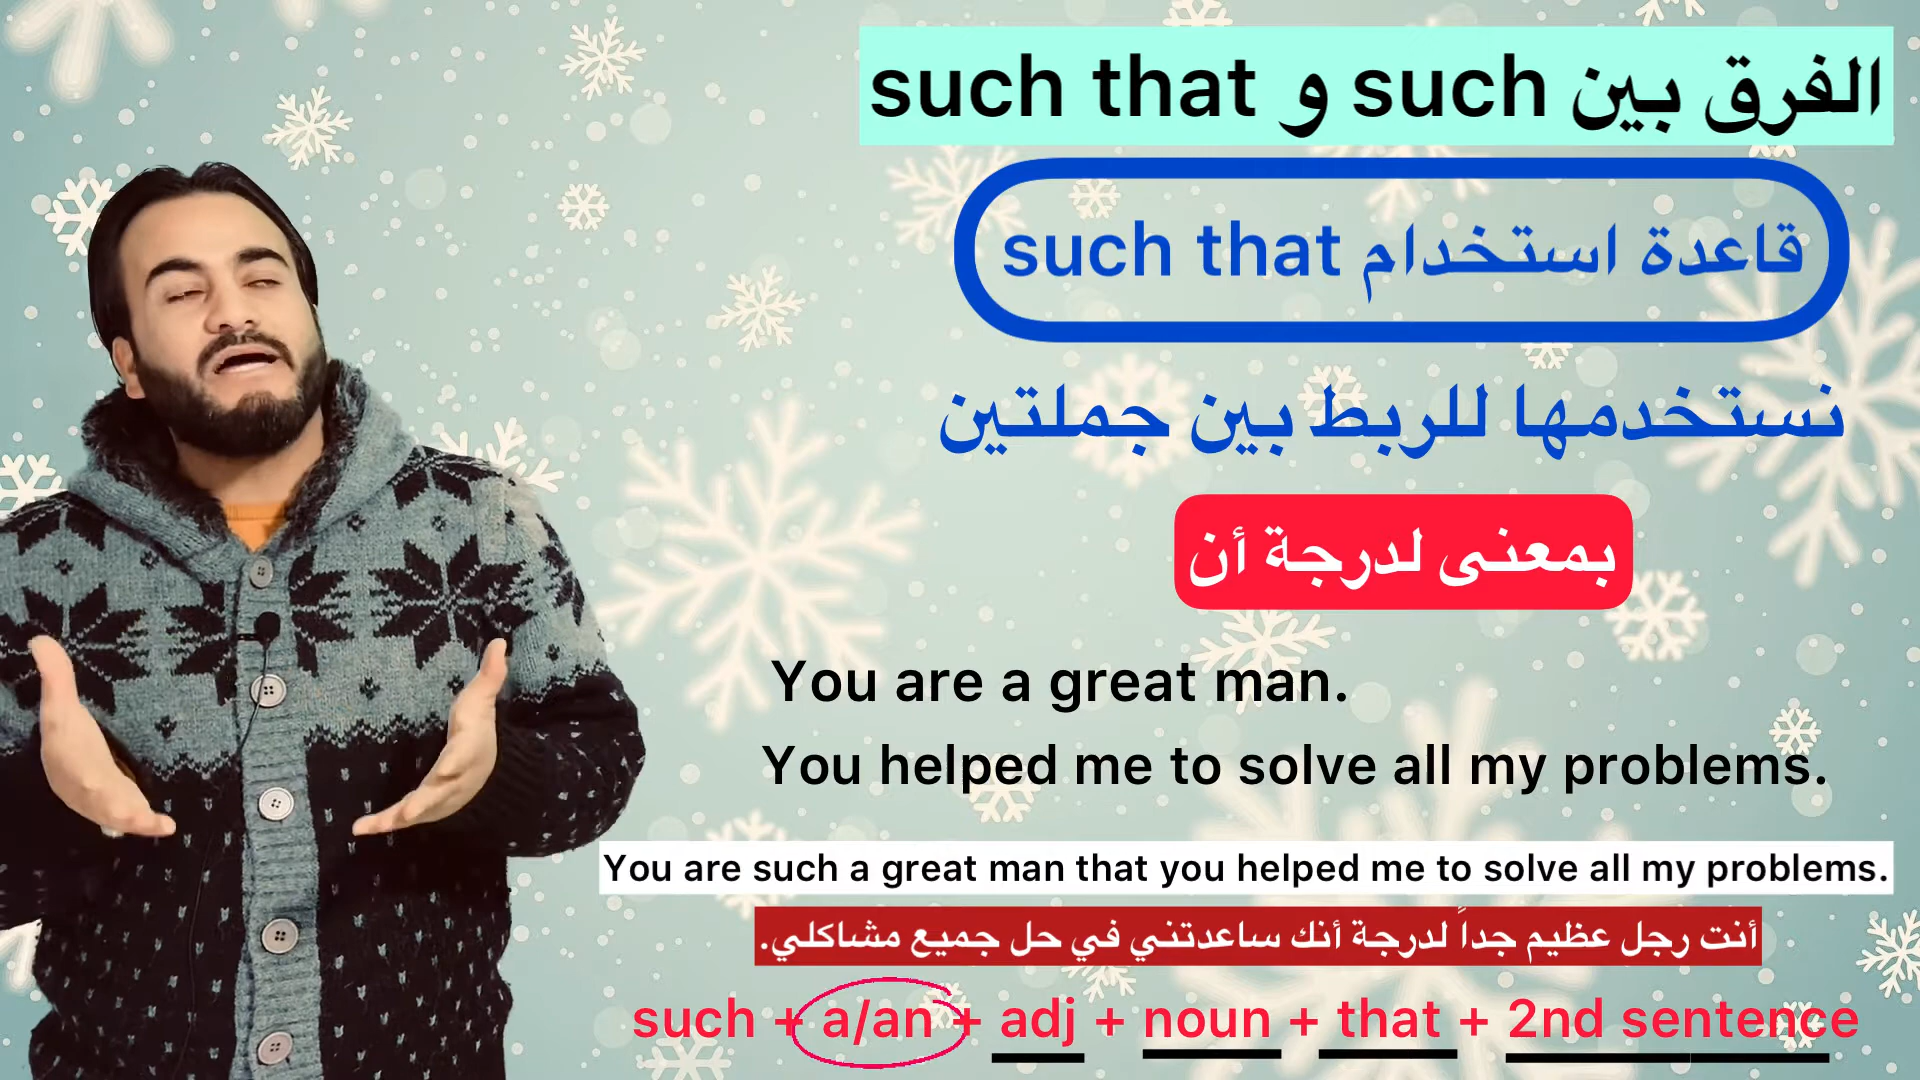 الفرق بين such و such that
قاعدة استخدام such that
نستخدمها للربط بين جملتين
بمعنى لدرجة أن
You are a great man.
You helped me to solve all my problems.
You are such a great man that you helped me to solve all my problems.
أنت رجل عظيم جداً لدرجة أنك ساعدتني في حل جميع مشاكلي.
such + a/an + adj + noun + that + 2nd sentence